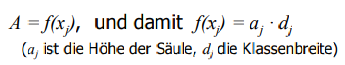 A = f(xⱼ), und damit f(xⱼ) = aⱼ · dⱼ
(aⱼ ist die Höhe der Säule, dⱼ die Klassenbreite)